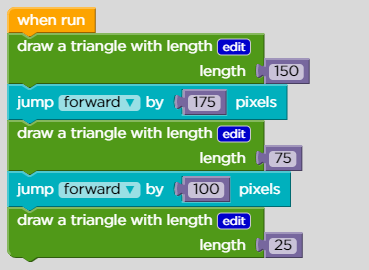 when run
draw a triangle with length edit
length 150
jump forward ▼ by 175 pixels
draw a triangle with length edit
length 75
jump forward ▼ by 100 pixels
draw a triangle with length edit
length 25